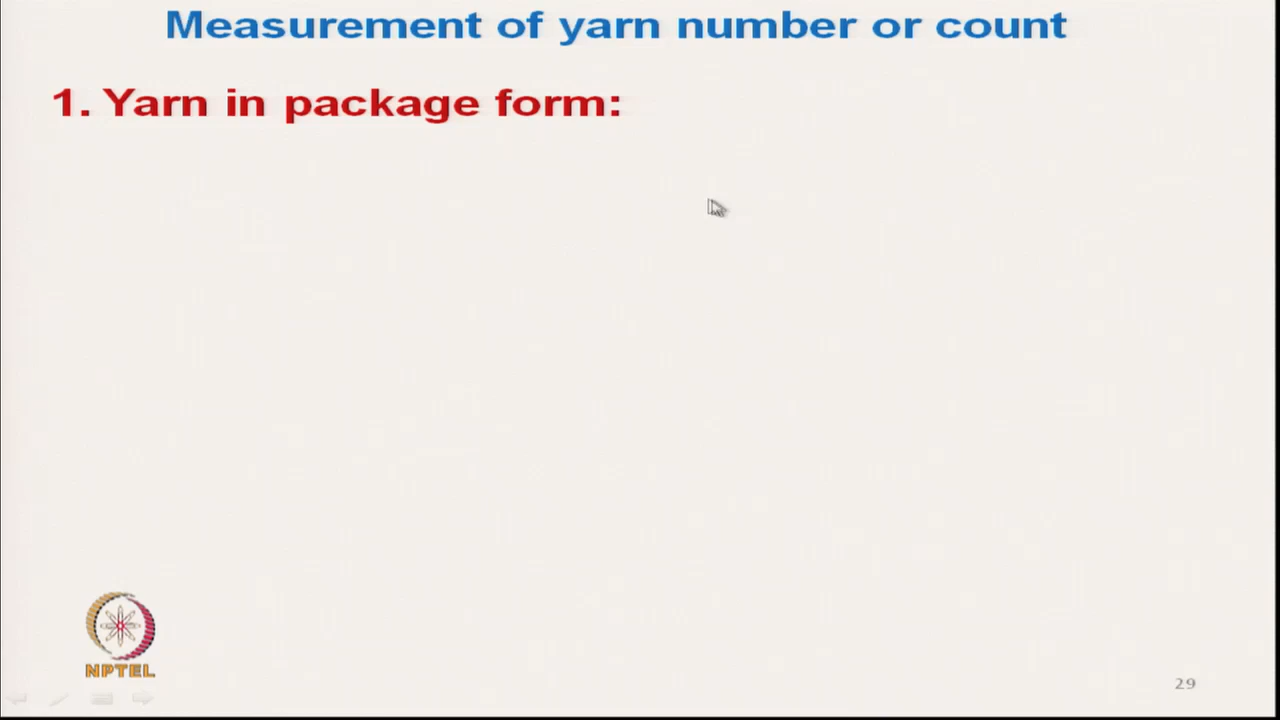 Measurement of yarn number or count
1. Yarn in package form:
NPTEL
29